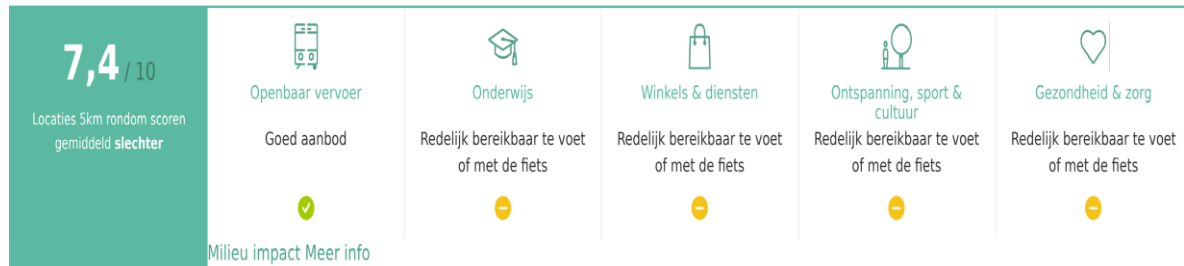 7,4 / 10
Locaties 5km rondom scoren
gemiddeld slechter
Openbaar vervoer
Goed aanbod
Onderwijs
Redelijk bereikbaar te voet
of met de fiets
Winkels & diensten
Redelijk bereikbaar te voet
of met de fiets
Ontspanning, sport &
cultuur
Redelijk bereikbaar te voet
of met de fiets
Gezondheid & zorg
Redelijk bereikbaar te voet
of met de fiets
Milieu impact Meer info